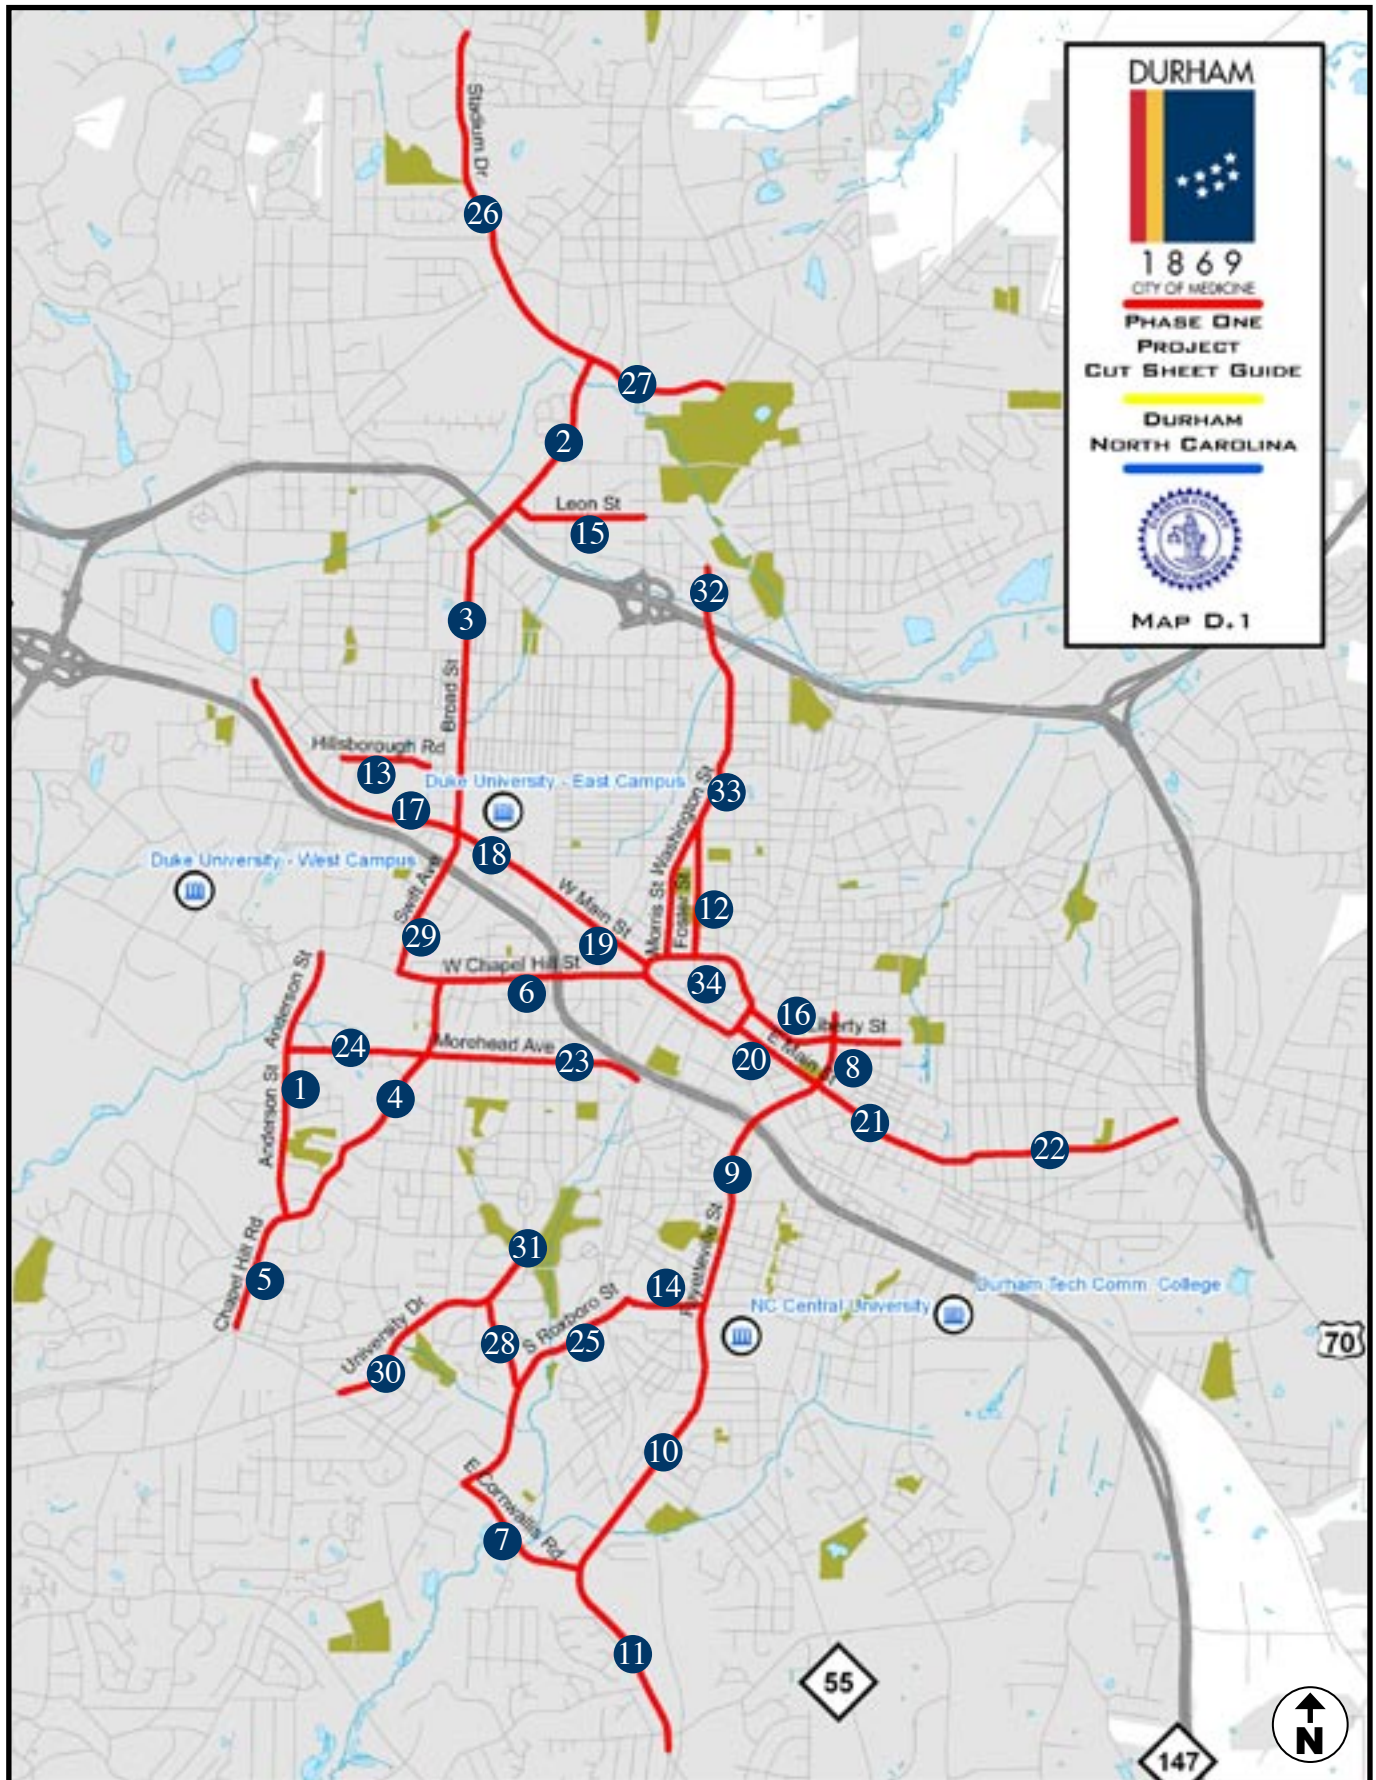 DURHAM
1869
CITY OF MEDICINE
PHASE ONE
PROJECT
CUT SHEET GUIDE
DURHAM
NORTH CAROLINA
DURHAM COUNTY
NORTH CAROLINA
MAP D.1
Stadium Dr
26
27
2
Leon St
15
32
3
Broad St
Hillsborough Rd
13
Duke University - East Campus
17
33
Washington St
18
Duke University - West Campus
Swift Ave
W Main St
Morris St
Foster St
12
29
19
W Chapel Hill St
6
34
Anderson St
16
Liberty St
24
Morehead Ave
23
20
E Main St
8
1
Anderson St
4
21
22
9
Chapel Hill Rd
5
31
Fayetteville St
14
Durham Tech Comm. College
NC Central University
University Dr
28
S Roxboro St
25
30
70
10
E Cornwallis Rd
7
11
55
147
N